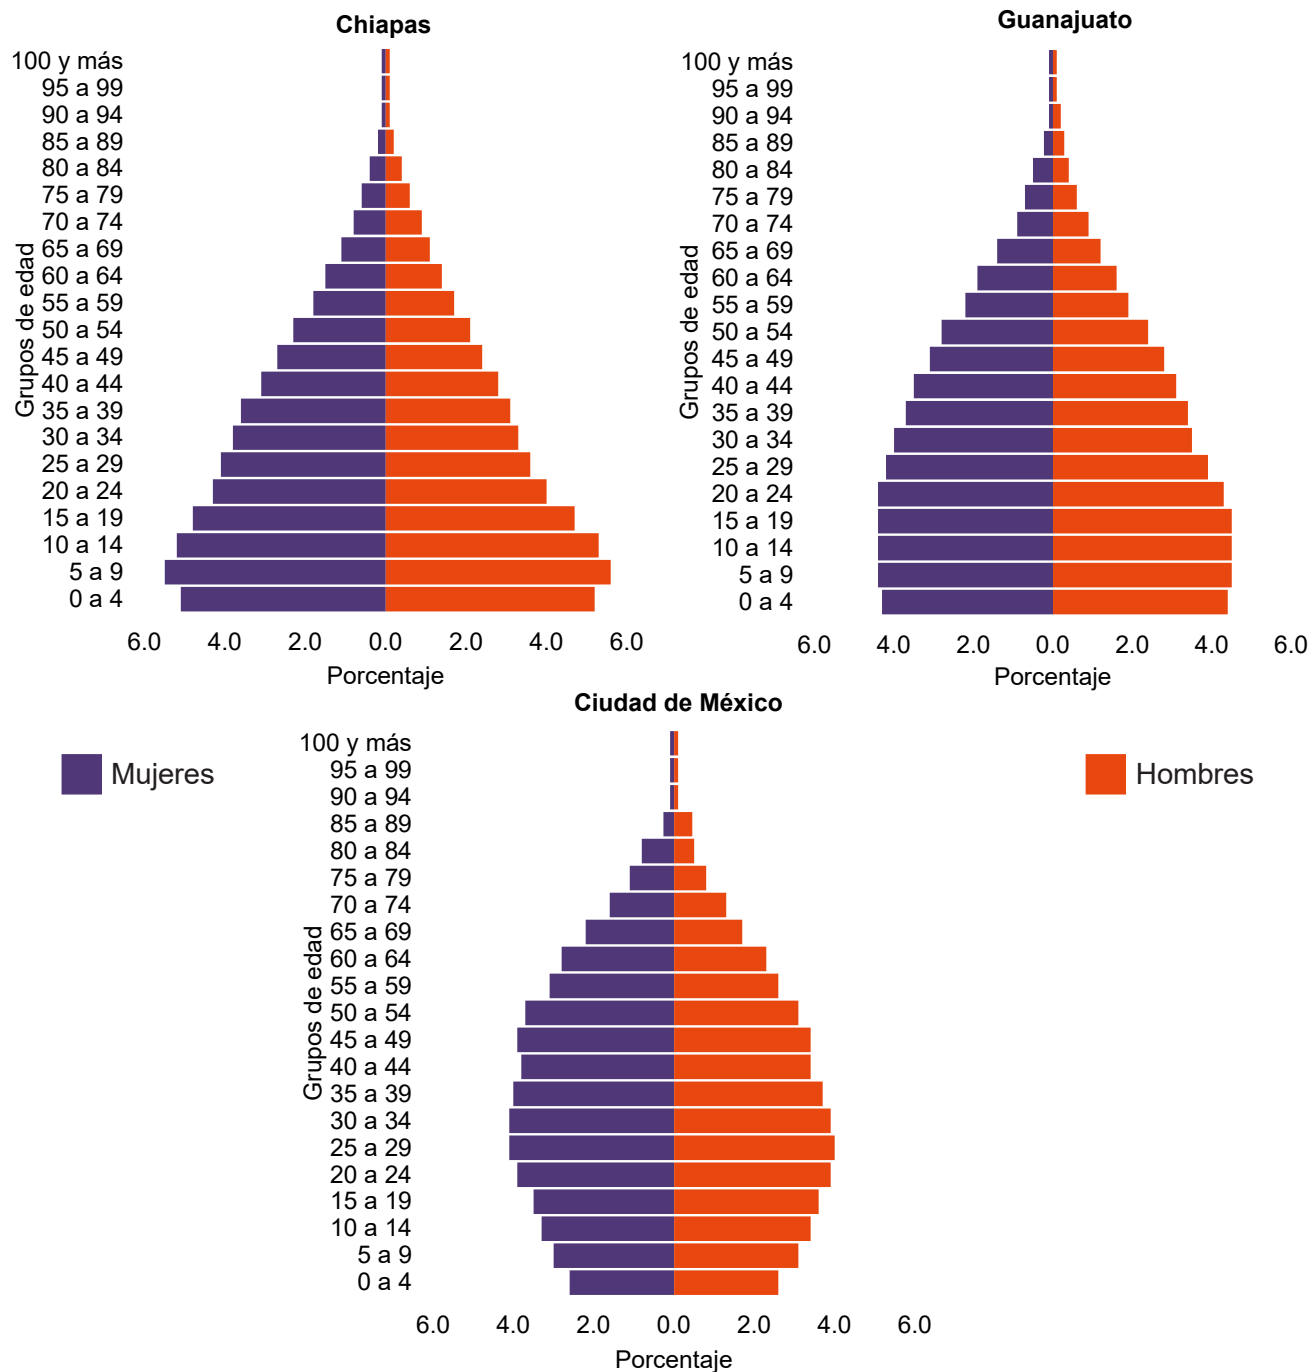 Chiapas
100 y más
95 a 99
90 a 94
85 a 89
80 a 84
75 a 79
70 a 74
65 a 69
60 a 64
55 a 59
50 a 54
45 a 49
40 a 44
35 a 39
30 a 34
25 a 29
20 a 24
15 a 19
10 a 14
5 a 9
0 a 4
Grupos de edad
6.0 4.0 2.0 0.0 2.0 4.0 6.0
Porcentaje
Guanajuato
100 y más
95 a 99
90 a 94
85 a 89
80 a 84
75 a 79
70 a 74
65 a 69
60 a 64
55 a 59
50 a 54
45 a 49
40 a 44
35 a 39
30 a 34
25 a 29
20 a 24
15 a 19
10 a 14
5 a 9
0 a 4
Grupos de edad
6.0 4.0 2.0 0.0 2.0 4.0 6.0
Porcentaje
Ciudad de México
Mujeres
Hombres
100 y más
95 a 99
90 a 94
85 a 89
80 a 84
75 a 79
70 a 74
65 a 69
60 a 64
55 a 59
50 a 54
45 a 49
40 a 44
35 a 39
30 a 34
25 a 29
20 a 24
15 a 19
10 a 14
5 a 9
0 a 4
Grupos de edad
6.0 4.0 2.0 0.0 2.0 4.0 6.0
Porcentaje